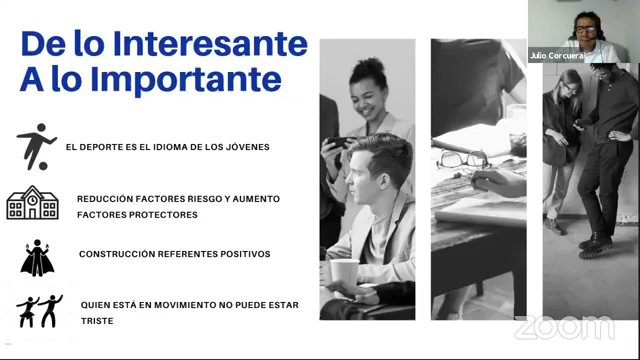 De lo Interesante
A lo Importante
Julio Corcuera
EL DEPORTE ES EL IDIOMA DE LOS JÓVENES
REDUCCIÓN FACTORES RIESGO Y AUMENTO
FACTORES PROTECTORES
CONSTRUCCIÓN REFERENTES POSITIVOS
QUIEN ESTÁ EN MOVIMIENTO NO PUEDE ESTAR
TRISTE
zoom